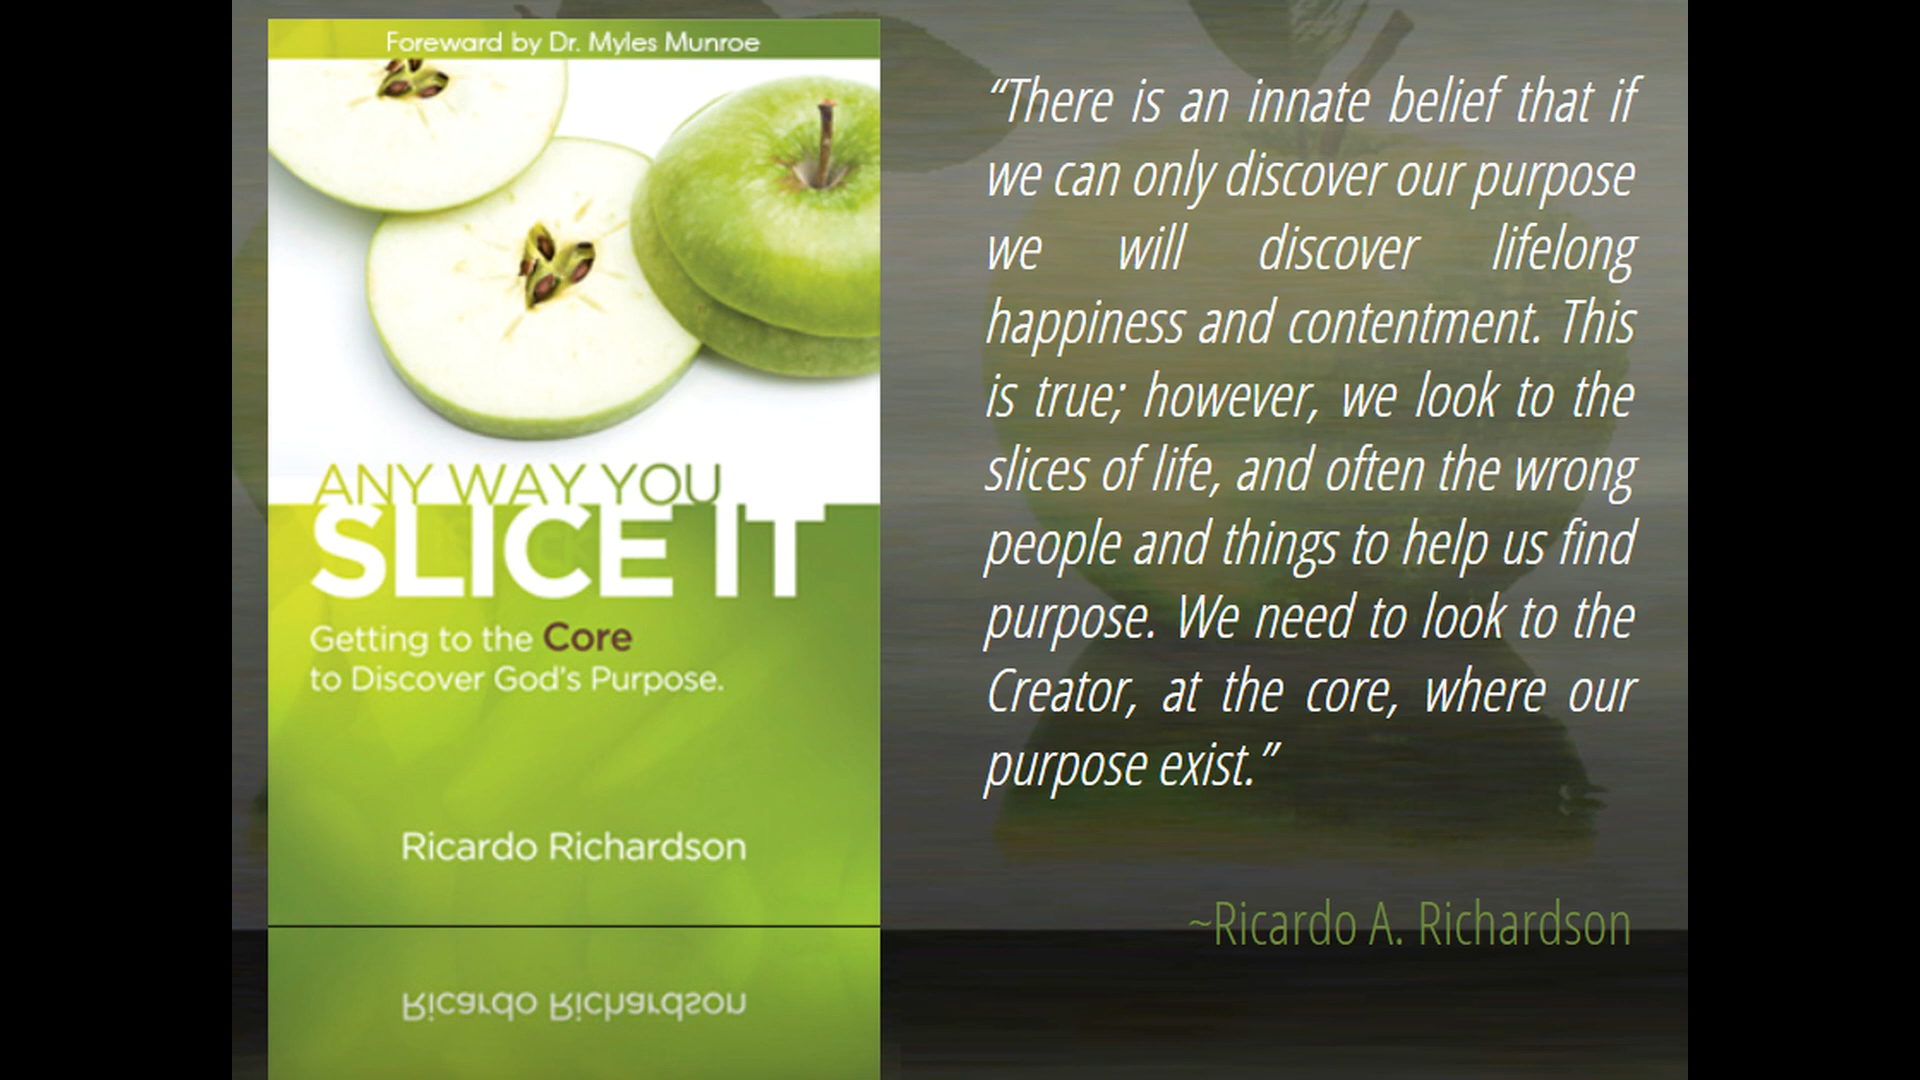 Foreward by Dr. Myles Munroe
ANY WAY YOU
SLICE IT
Getting to the Core
to Discover God's Purpose.
Ricardo Richardson
Ricardo Richardson
“There is an innate belief that if
we can only discover our purpose
we will discover lifelong
happiness and contentment. This
is true; however, we look to the
slices of life, and often the wrong
people and things to help us find
purpose. We need to look to the
Creator, at the core, where our
purpose exist.”
~Ricardo A. Richardson